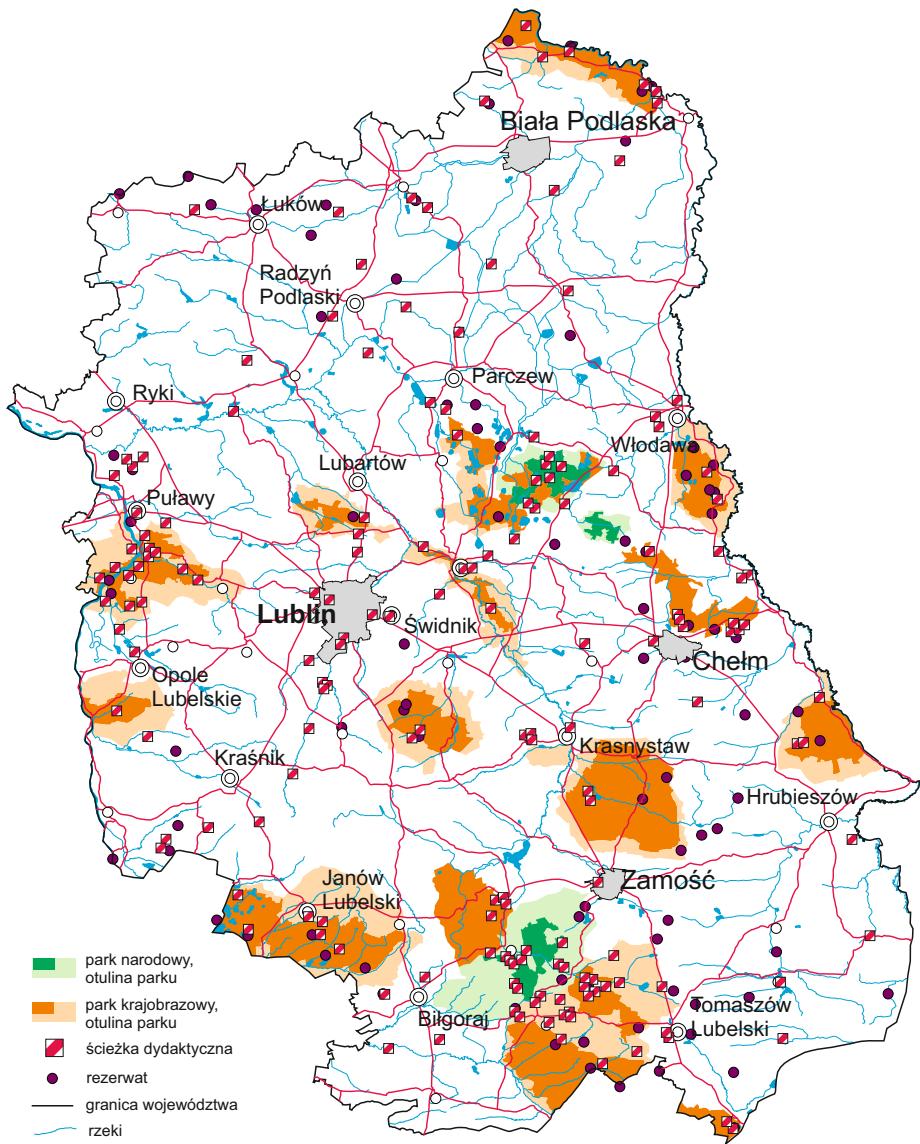 Biała Podlaska
Łuków
Radzyń
Podlaski
Ryki
Parczew
Włodawa
Lubartów
Puławy
Lublin
Świdnik
Chełm
Opole
Lubelskie
Kraśnik
Krasnystaw
Hrubieszów
Zamość
Janów
Lubelski
Biłgoraj
Tomaszów
Lubelski
park narodowy,
otulina parku
park krajobrazowy,
otulina parku
ścieżka dydaktyczna
rezerwat
granica województwa
rzeki